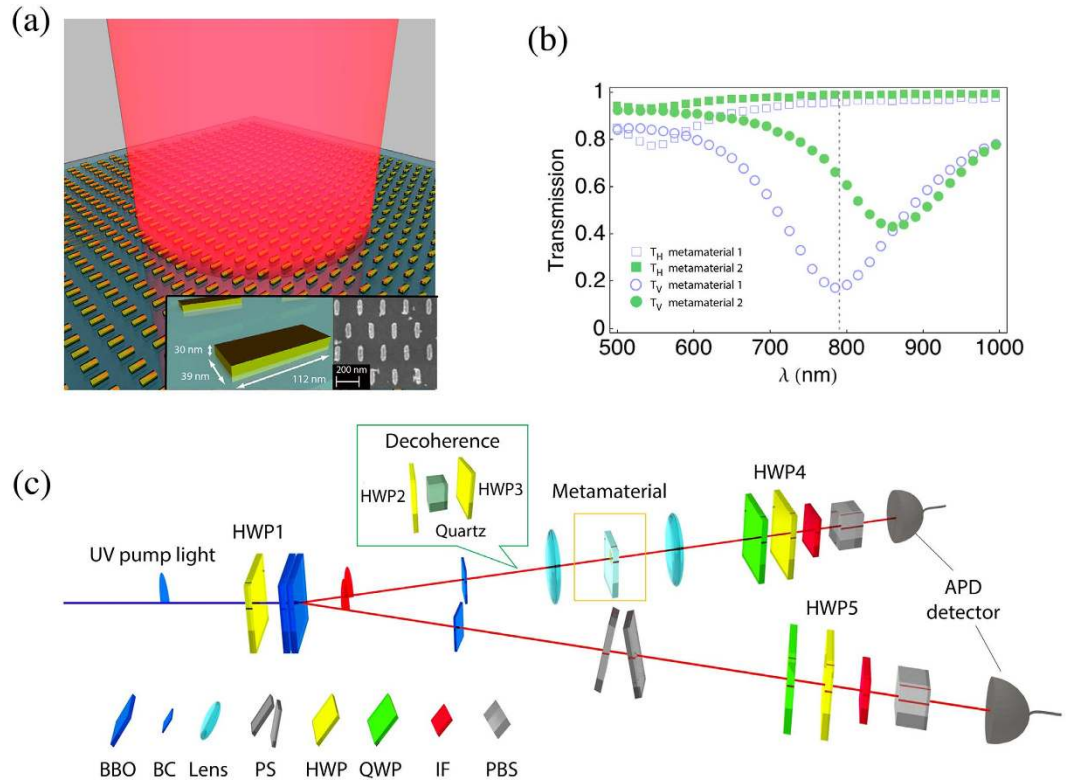 (a)
30 nm
39 nm
112 nm
200 nm
(b)
Transmission
1
0.8
0.6
0.4
0.2
0
T_H metamaterial 1
T_H metamaterial 2
T_V metamaterial 1
T_V metamaterial 2
500 600 700 800 900 1000
λ (nm)
(c)
Decoherence
HWP2
HWP3
Quartz
Metamaterial
HWP4
UV pump light
HWP1
HWP5
APD
detector
BBO BC Lens PS HWP QWP IF PBS